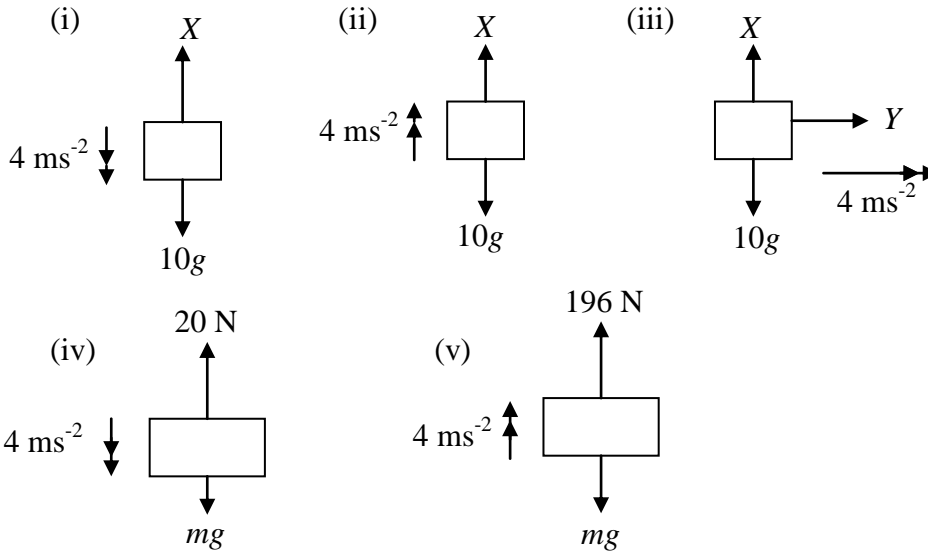 (i) (ii) (iii)
X X X
4 ms⁻² 4 ms⁻² Y
4 ms⁻²
10g 10g 10g
20 N 196 N
(iv) (v)
4 ms⁻² 4 ms⁻²
mg mg